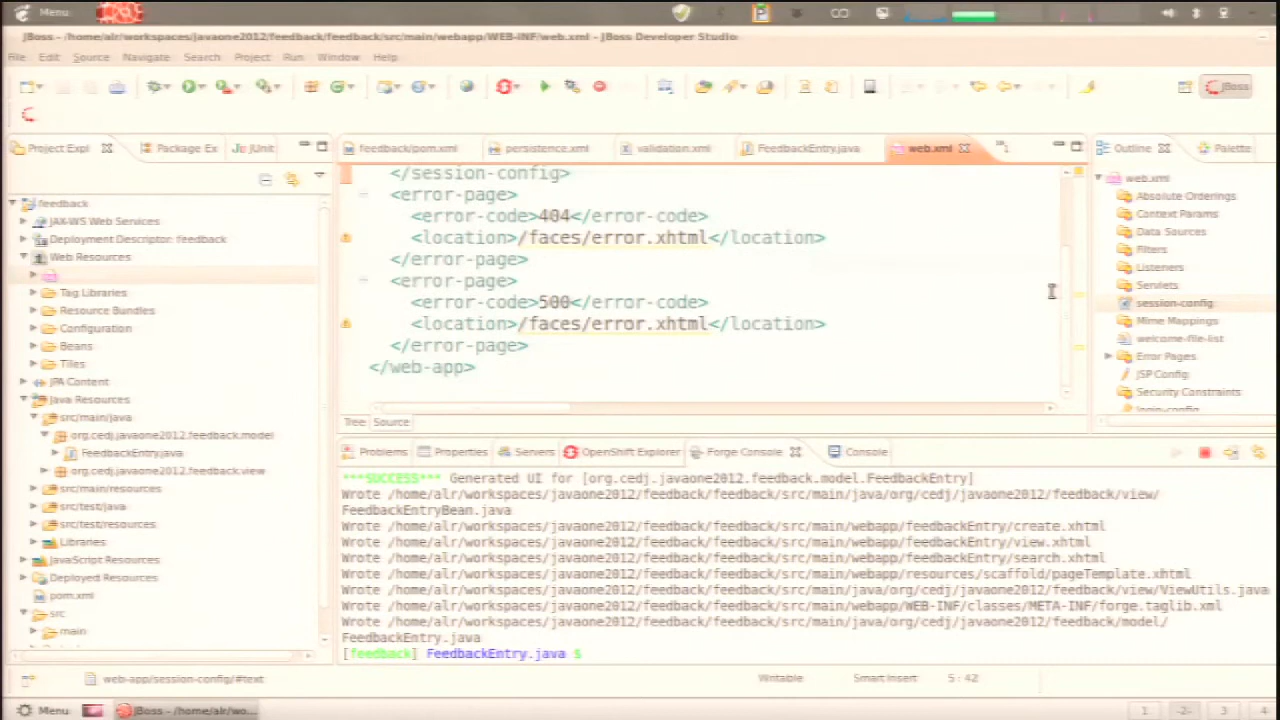 Menu
JBoss - /home/alr/workspaces/javaone2012/feedback/feedback/src/main/webapp/WEB-INF/web.xml - JBoss Developer Studio
File Edit Source Navigate Search Project Run Window Help
JBoss
Project Expl Package Ex JUnit
feedback/pom.xml persistence.xml validation.xml FeedbackEntry.java web.xml
Outline Palette
feedback
JAX-WS Web Services
Deployment Descriptor: feedback
Web Resources
Tag Libraries
Resource Bundles
Configuration
Beans
Tiles
JPA Content
Java Resources
src/main/java
org.cedj.javaone2012.feedback.model
FeedbackEntry.java
org.cedj.javaone2012.feedback.view
src/main/resources
src/test/java
src/test/resources
Libraries
JavaScript Resources
Deployed Resources
pom.xml
src
main
</session-config>
<error-page>
<error-code>404</error-code>
<location>/faces/error.xhtml</location>
</error-page>
<error-page>
<error-code>500</error-code>
<location>/faces/error.xhtml</location>
</error-page>
</web-app>
Tree Source
web.xml
Absolute Orderings
Context Params
Data Sources
Filters
Listeners
Servlets
session-config
Mime Mappings
welcome-file-list
Error Pages
JSP Config
Security Constraints
login-config
Problems Properties Servers OpenShift Explorer Forge Console Console
***SUCCESS*** Generated UI for [org.cedj.javaone2012.feedback.model.FeedbackEntry]
Wrote /home/alr/workspaces/javaone2012/feedback/feedback/src/main/java/org/cedj/javaone2012/feedback/view/
FeedbackEntryBean.java
Wrote /home/alr/workspaces/javaone2012/feedback/feedback/src/main/webapp/feedbackEntry/create.xhtml
Wrote /home/alr/workspaces/javaone2012/feedback/feedback/src/main/webapp/feedbackEntry/view.xhtml
Wrote /home/alr/workspaces/javaone2012/feedback/feedback/src/main/webapp/feedbackEntry/search.xhtml
Wrote /home/alr/workspaces/javaone2012/feedback/feedback/src/main/webapp/resources/scaffold/pageTemplate.xhtml
Wrote /home/alr/workspaces/javaone2012/feedback/feedback/src/main/java/org/cedj/javaone2012/feedback/view/ViewUtils.java
Wrote /home/alr/workspaces/javaone2012/feedback/feedback/src/main/webapp/WEB-INF/classes/META-INF/forge.taglib.xml
Wrote /home/alr/workspaces/javaone2012/feedback/feedback/src/main/java/org/cedj/javaone2012/feedback/model/
FeedbackEntry.java
[feedback] FeedbackEntry.java $
web-app/session-config/#text Writable Smart Insert 5 : 42
Menu JBoss - /home/alr/wo... 1 -2- 3 4